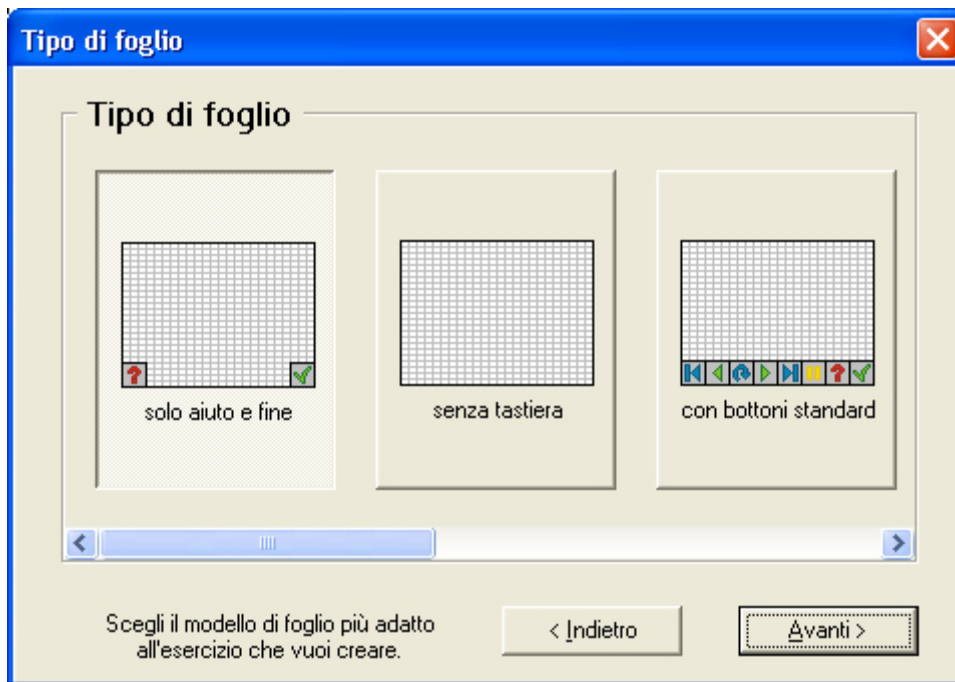 Tipo di foglio
Tipo di foglio
solo aiuto e fine
senza tastiera
con bottoni standard
Scegli il modello di foglio più adatto
all'esercizio che vuoi creare.
< Indietro
Avanti >